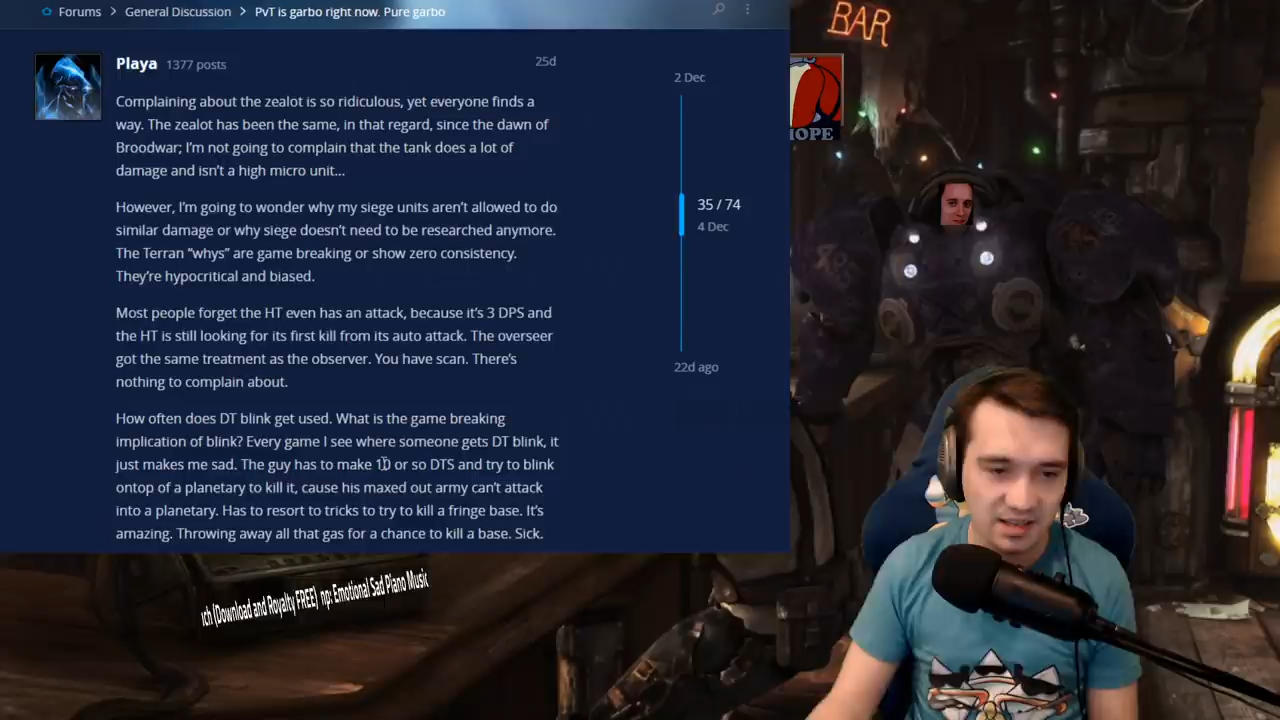 Forums > General Discussion > PvT is garbo right now. Pure garbo
BAR
Playa 1377 posts
25d
Complaining about the zealot is so ridiculous, yet everyone finds a
way. The zealot has been the same, in that regard, since the dawn of
Broodwar; I'm not going to complain that the tank does a lot of
damage and isn't a high micro unit...
However, I'm going to wonder why my siege units aren't allowed to do
similar damage or why siege doesn't need to be researched anymore.
The Terran “whys” are game breaking or show zero consistency.
They're hypocritical and biased.
Most people forget the HT even has an attack, because it's 3 DPS and
the HT is still looking for its first kill from its auto attack. The overseer
got the same treatment as the observer. You have scan. There's
nothing to complain about.
How often does DT blink get used. What is the game breaking
implication of blink? Every game I see where someone gets DT blink, it
just makes me sad. The guy has to make 10 or so DTS and try to blink
ontop of a planetary to kill it, cause his maxed out army can't attack
into a planetary. Has to resort to tricks to try to kill a fringe base. It's
amazing. Throwing away all that gas for a chance to kill a base. Sick.
2 Dec
35 / 74
4 Dec
22d ago
HOPE
(Download and Royalty FREE) np: Emotional Sad Piano Music